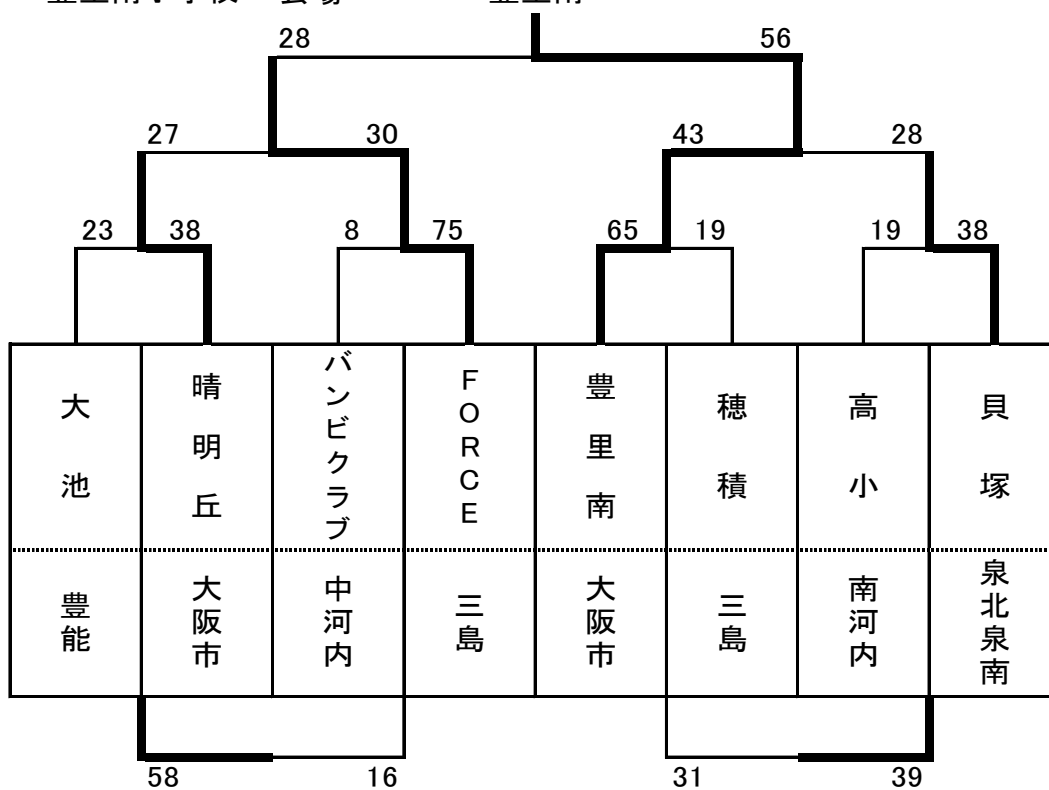 28 56
27 30 43 28
23 38 8 75 65 19 19 38
大池
晴明丘
バンビクラブ
FORCE
豊里南
穂積
高小
貝塚
豊能
大阪市
中河内
三島
大阪市
三島
南河内
泉北泉南
58 16 31 39